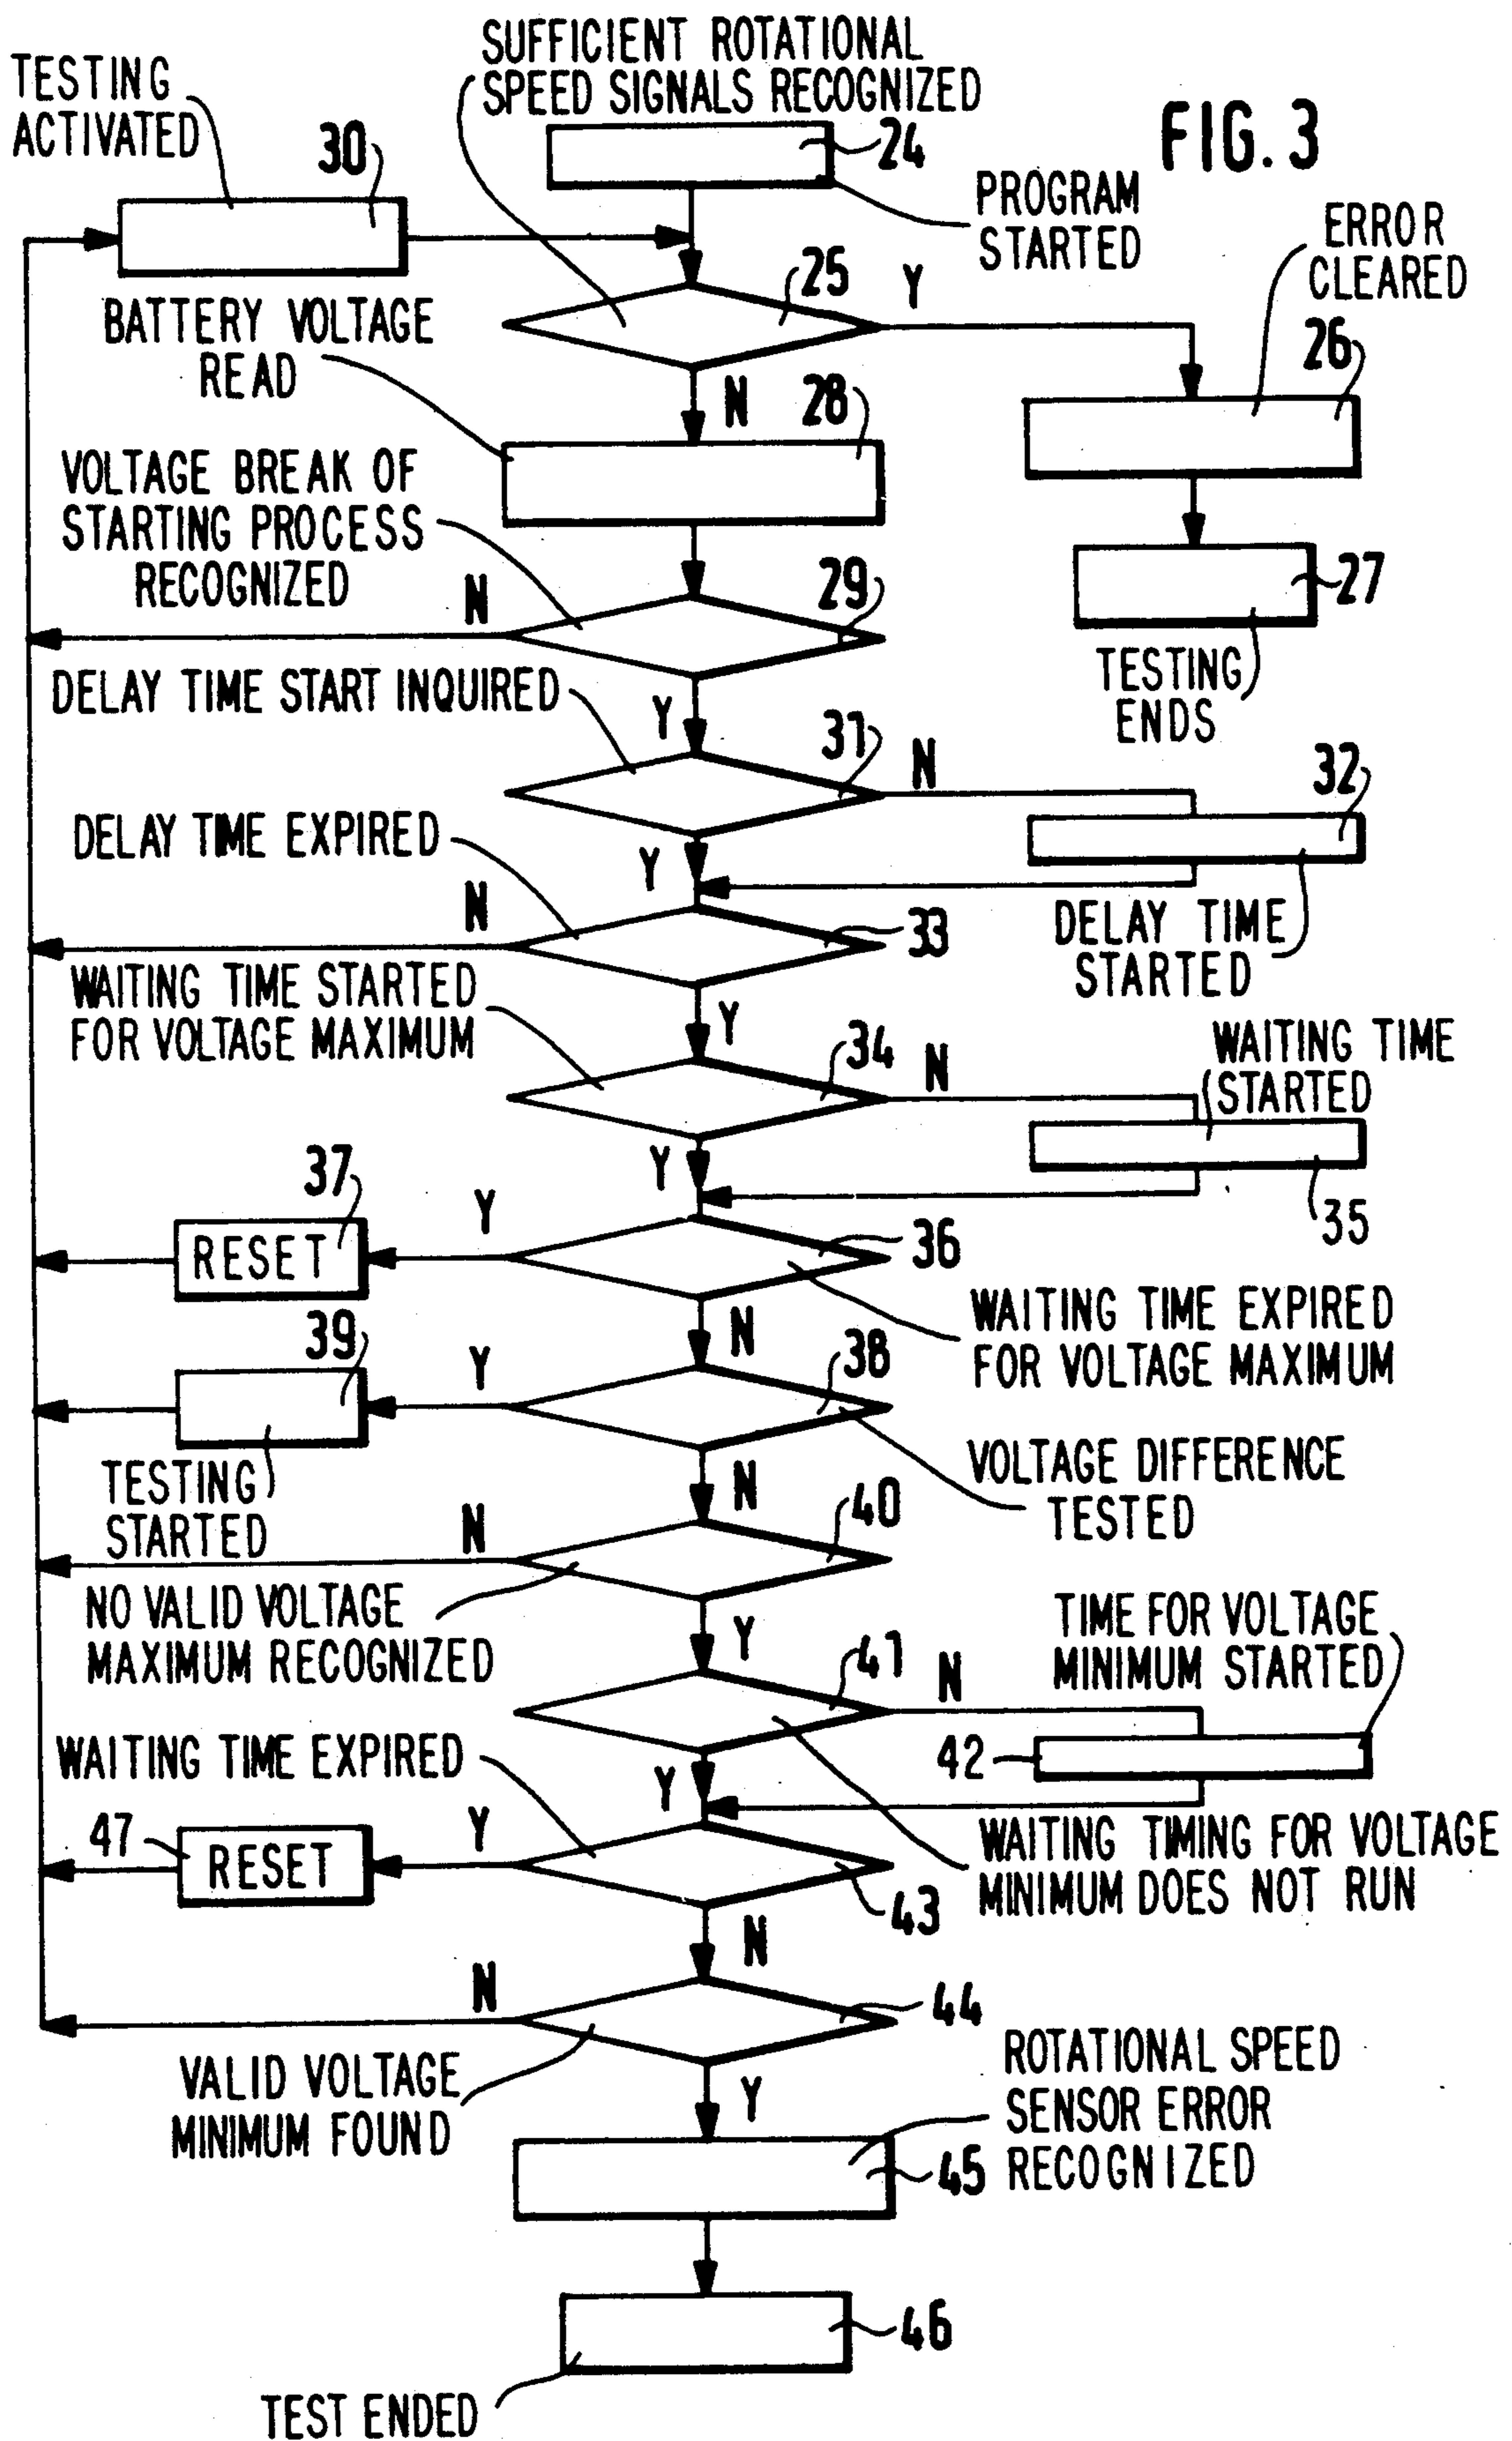 SUFFICIENT ROTATIONAL
SPEED SIGNALS RECOGNIZED
TESTING
ACTIVATED
FIG. 3
30
24
PROGRAM
STARTED
ERROR
CLEARED
25
Y
BATTERY VOLTAGE
READ
26
N
28
VOLTAGE BREAK OF
STARTING PROCESS
RECOGNIZED
N
29
27
TESTING
ENDS
DELAY TIME START INQUIRED
Y
31
N
32
DELAY TIME EXPIRED
Y
N
33
DELAY TIME
STARTED
WAITING TIME STARTED
FOR VOLTAGE MAXIMUM
Y
34
N
WAITING TIME
STARTED
Y
35
37
Y
RESET
36
WAITING TIME EXPIRED
FOR VOLTAGE MAXIMUM
N
39
Y
38
VOLTAGE DIFFERENCE
TESTED
TESTING
STARTED
N
N
40
NO VALID VOLTAGE
MAXIMUM RECOGNIZED
Y
TIME FOR VOLTAGE
MINIMUM STARTED
41
N
42
WAITING TIME EXPIRED
Y
47
RESET
Y
WAITING TIMING FOR VOLTAGE
MINIMUM DOES NOT RUN
43
N
N
44
VALID VOLTAGE
MINIMUM FOUND
Y
ROTATIONAL SPEED
SENSOR ERROR
RECOGNIZED
45
46
TEST ENDED